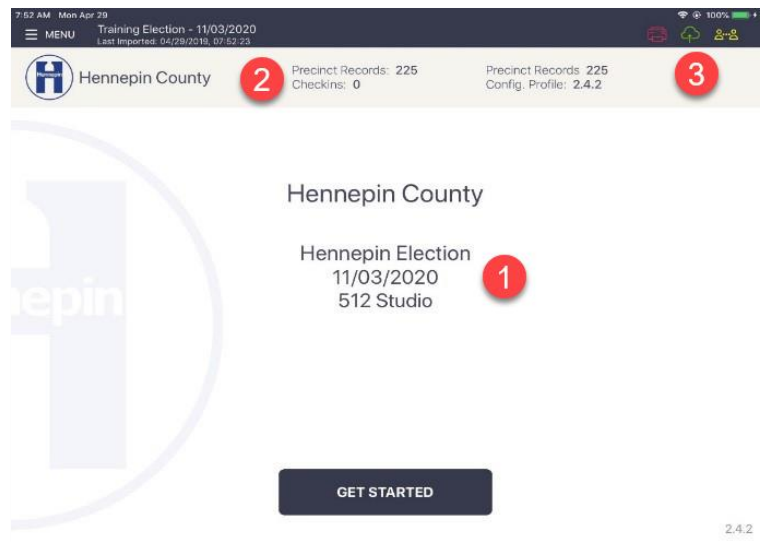 7:52 AM Mon Apr 29
100%
MENU
Training Election - 11/03/2020
Last Imported: 04/29/2019, 07:52:23
Hennepin
Hennepin County
2
Precinct Records: 225
Checkins: 0
Precinct Records 225
Config. Profile: 2.4.2
3
Hennepin County
Hennepin Election
11/03/2020
512 Studio
1
nepin
GET STARTED
2.4.2